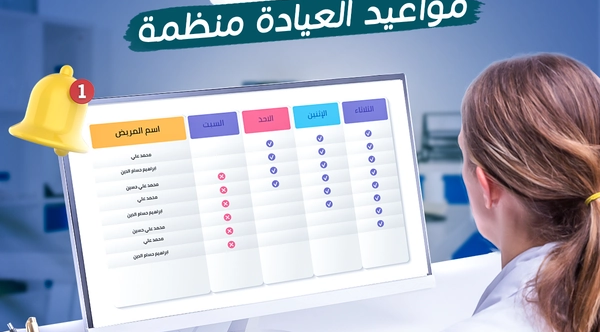 مواعيد العيادة منظمة
1
اسم المريض السبت الاحد الإثنين الثلاثاء
محمد علي
ابراهيم حسام الدين
محمد علي حسين
محمد علي
ابراهيم حسام الدين
محمد علي حسين
محمد علي
ابراهيم حسام الدين